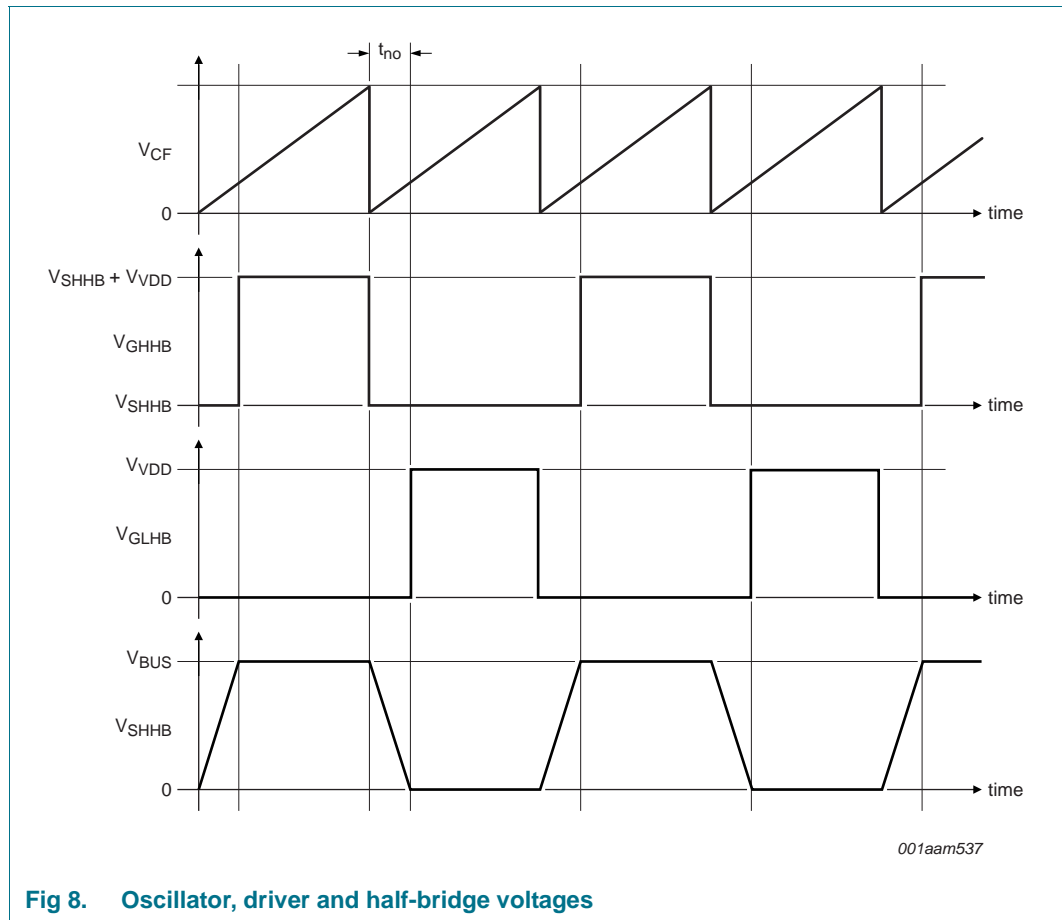 tno
VCF
0
time
VSHHB + VVDD
VGHHB
VSHHB
time
VVDD
VGLHB
0
time
VBUS
VSHHB
0
time
001aam537
Fig 8. Oscillator, driver and half-bridge voltages